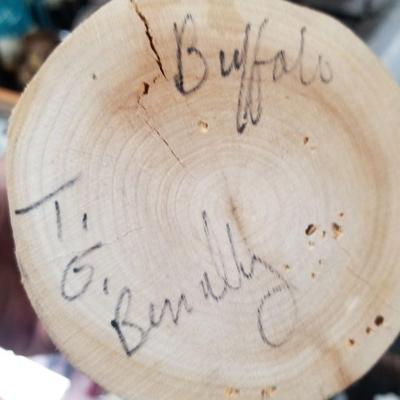 Buffalo
T.
G.
Benally